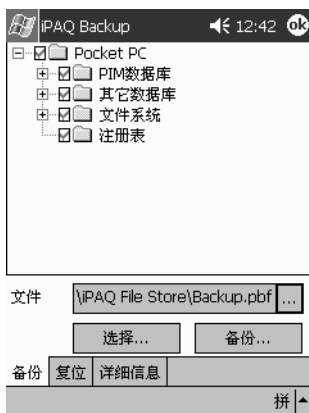 iPAQ Backup 12:42 ok
Pocket PC
PIM数据库
其它数据库
文件系统
注册表
文件 \iPAQ File Store\Backup.pbf ...
选择... 备份...
备份 复位 详细信息
拼